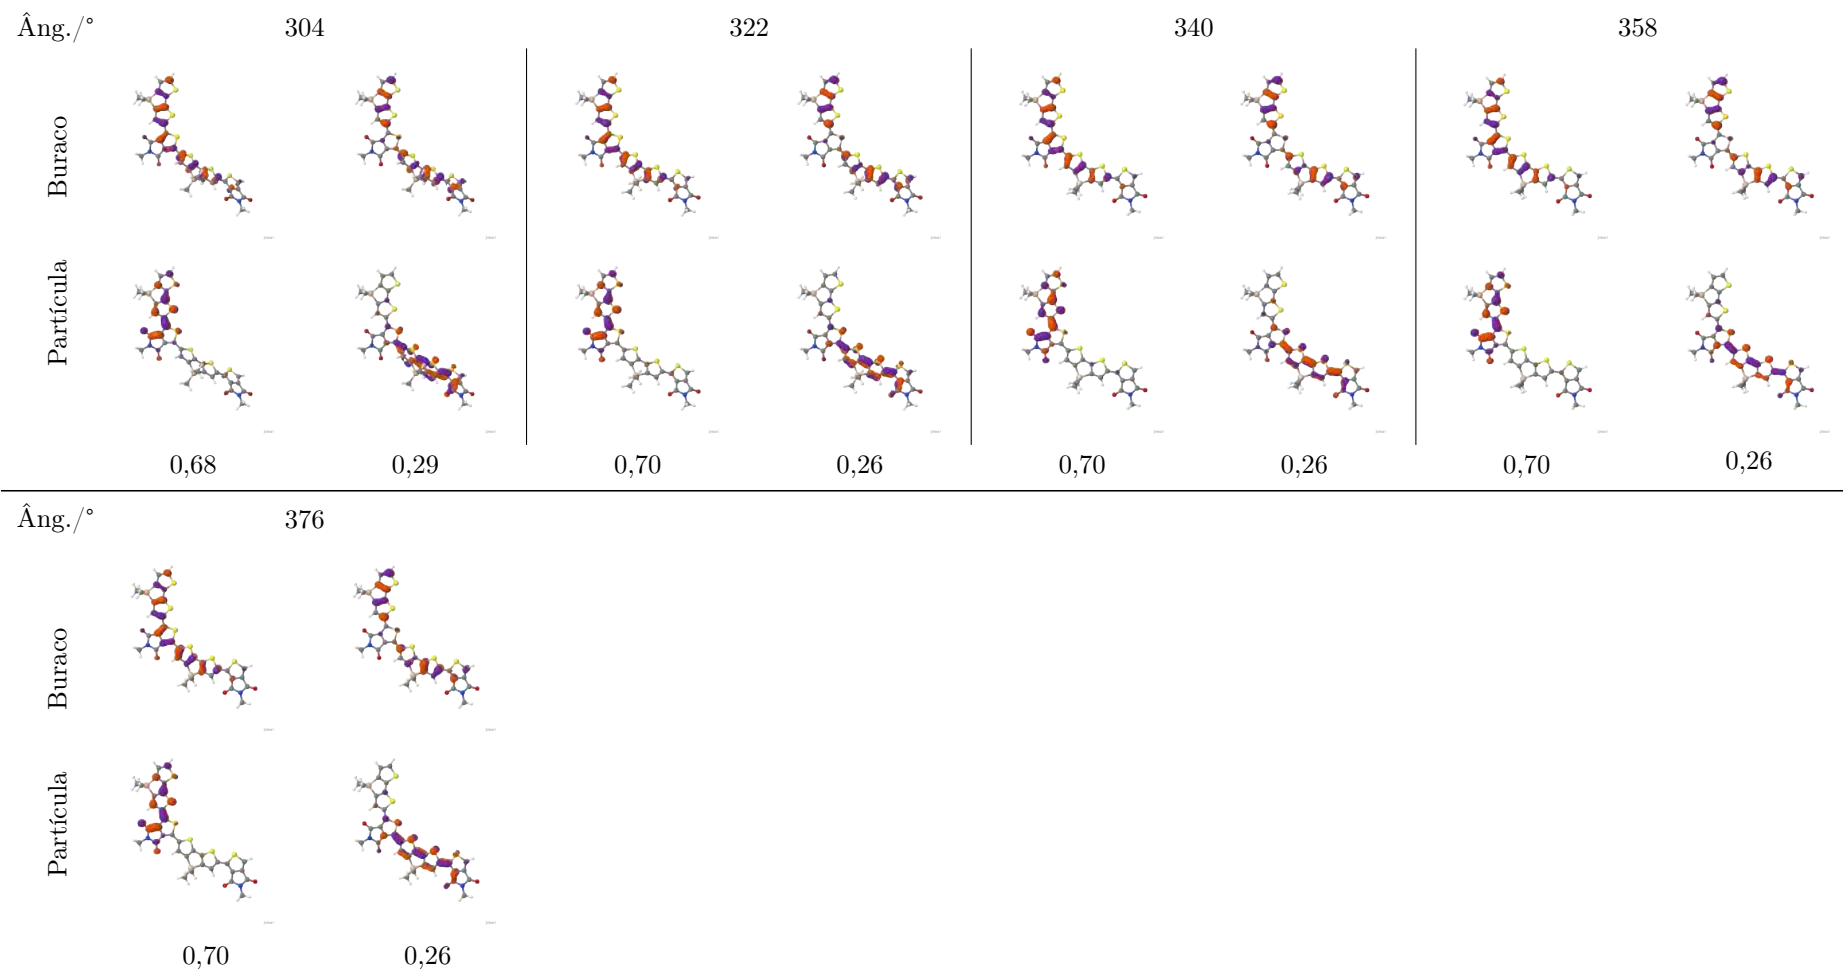 Âng./° 304 322 340 358
Buraco
Partícula
0,68 0,29 0,70 0,26 0,70 0,26 0,70 0,26
Âng./° 376
Buraco
Partícula
0,70 0,26